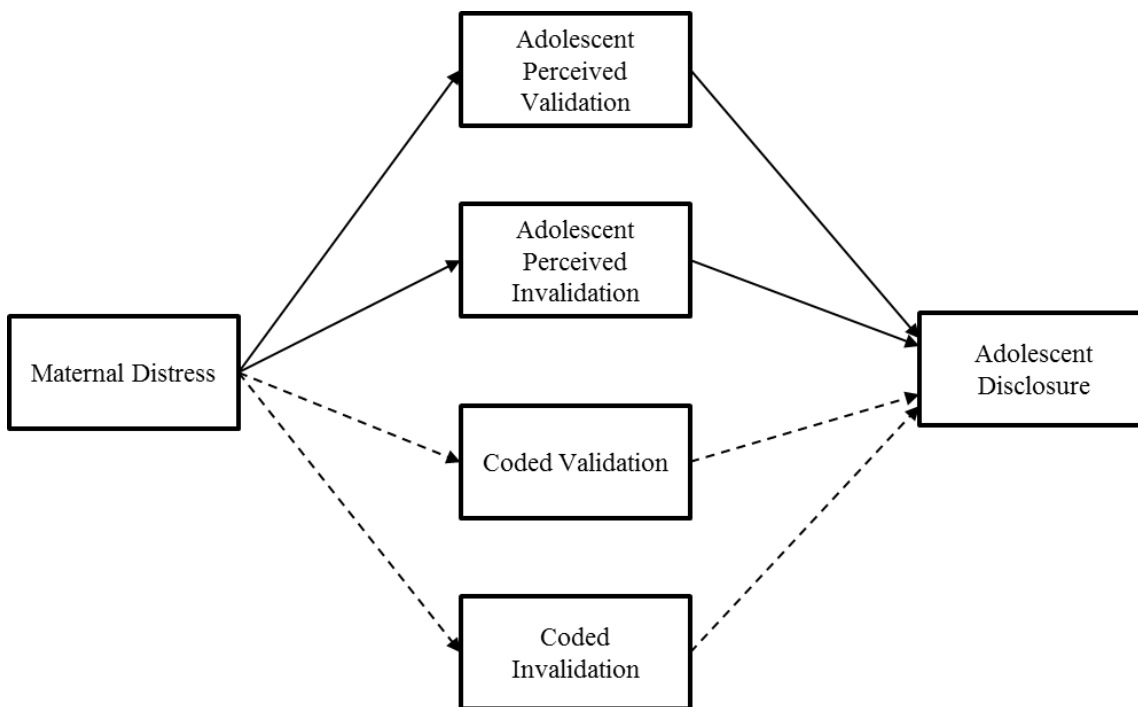 Adolescent
Perceived
Validation
Adolescent
Perceived
Invalidation
Maternal Distress
Adolescent
Disclosure
Coded Validation
Coded
Invalidation